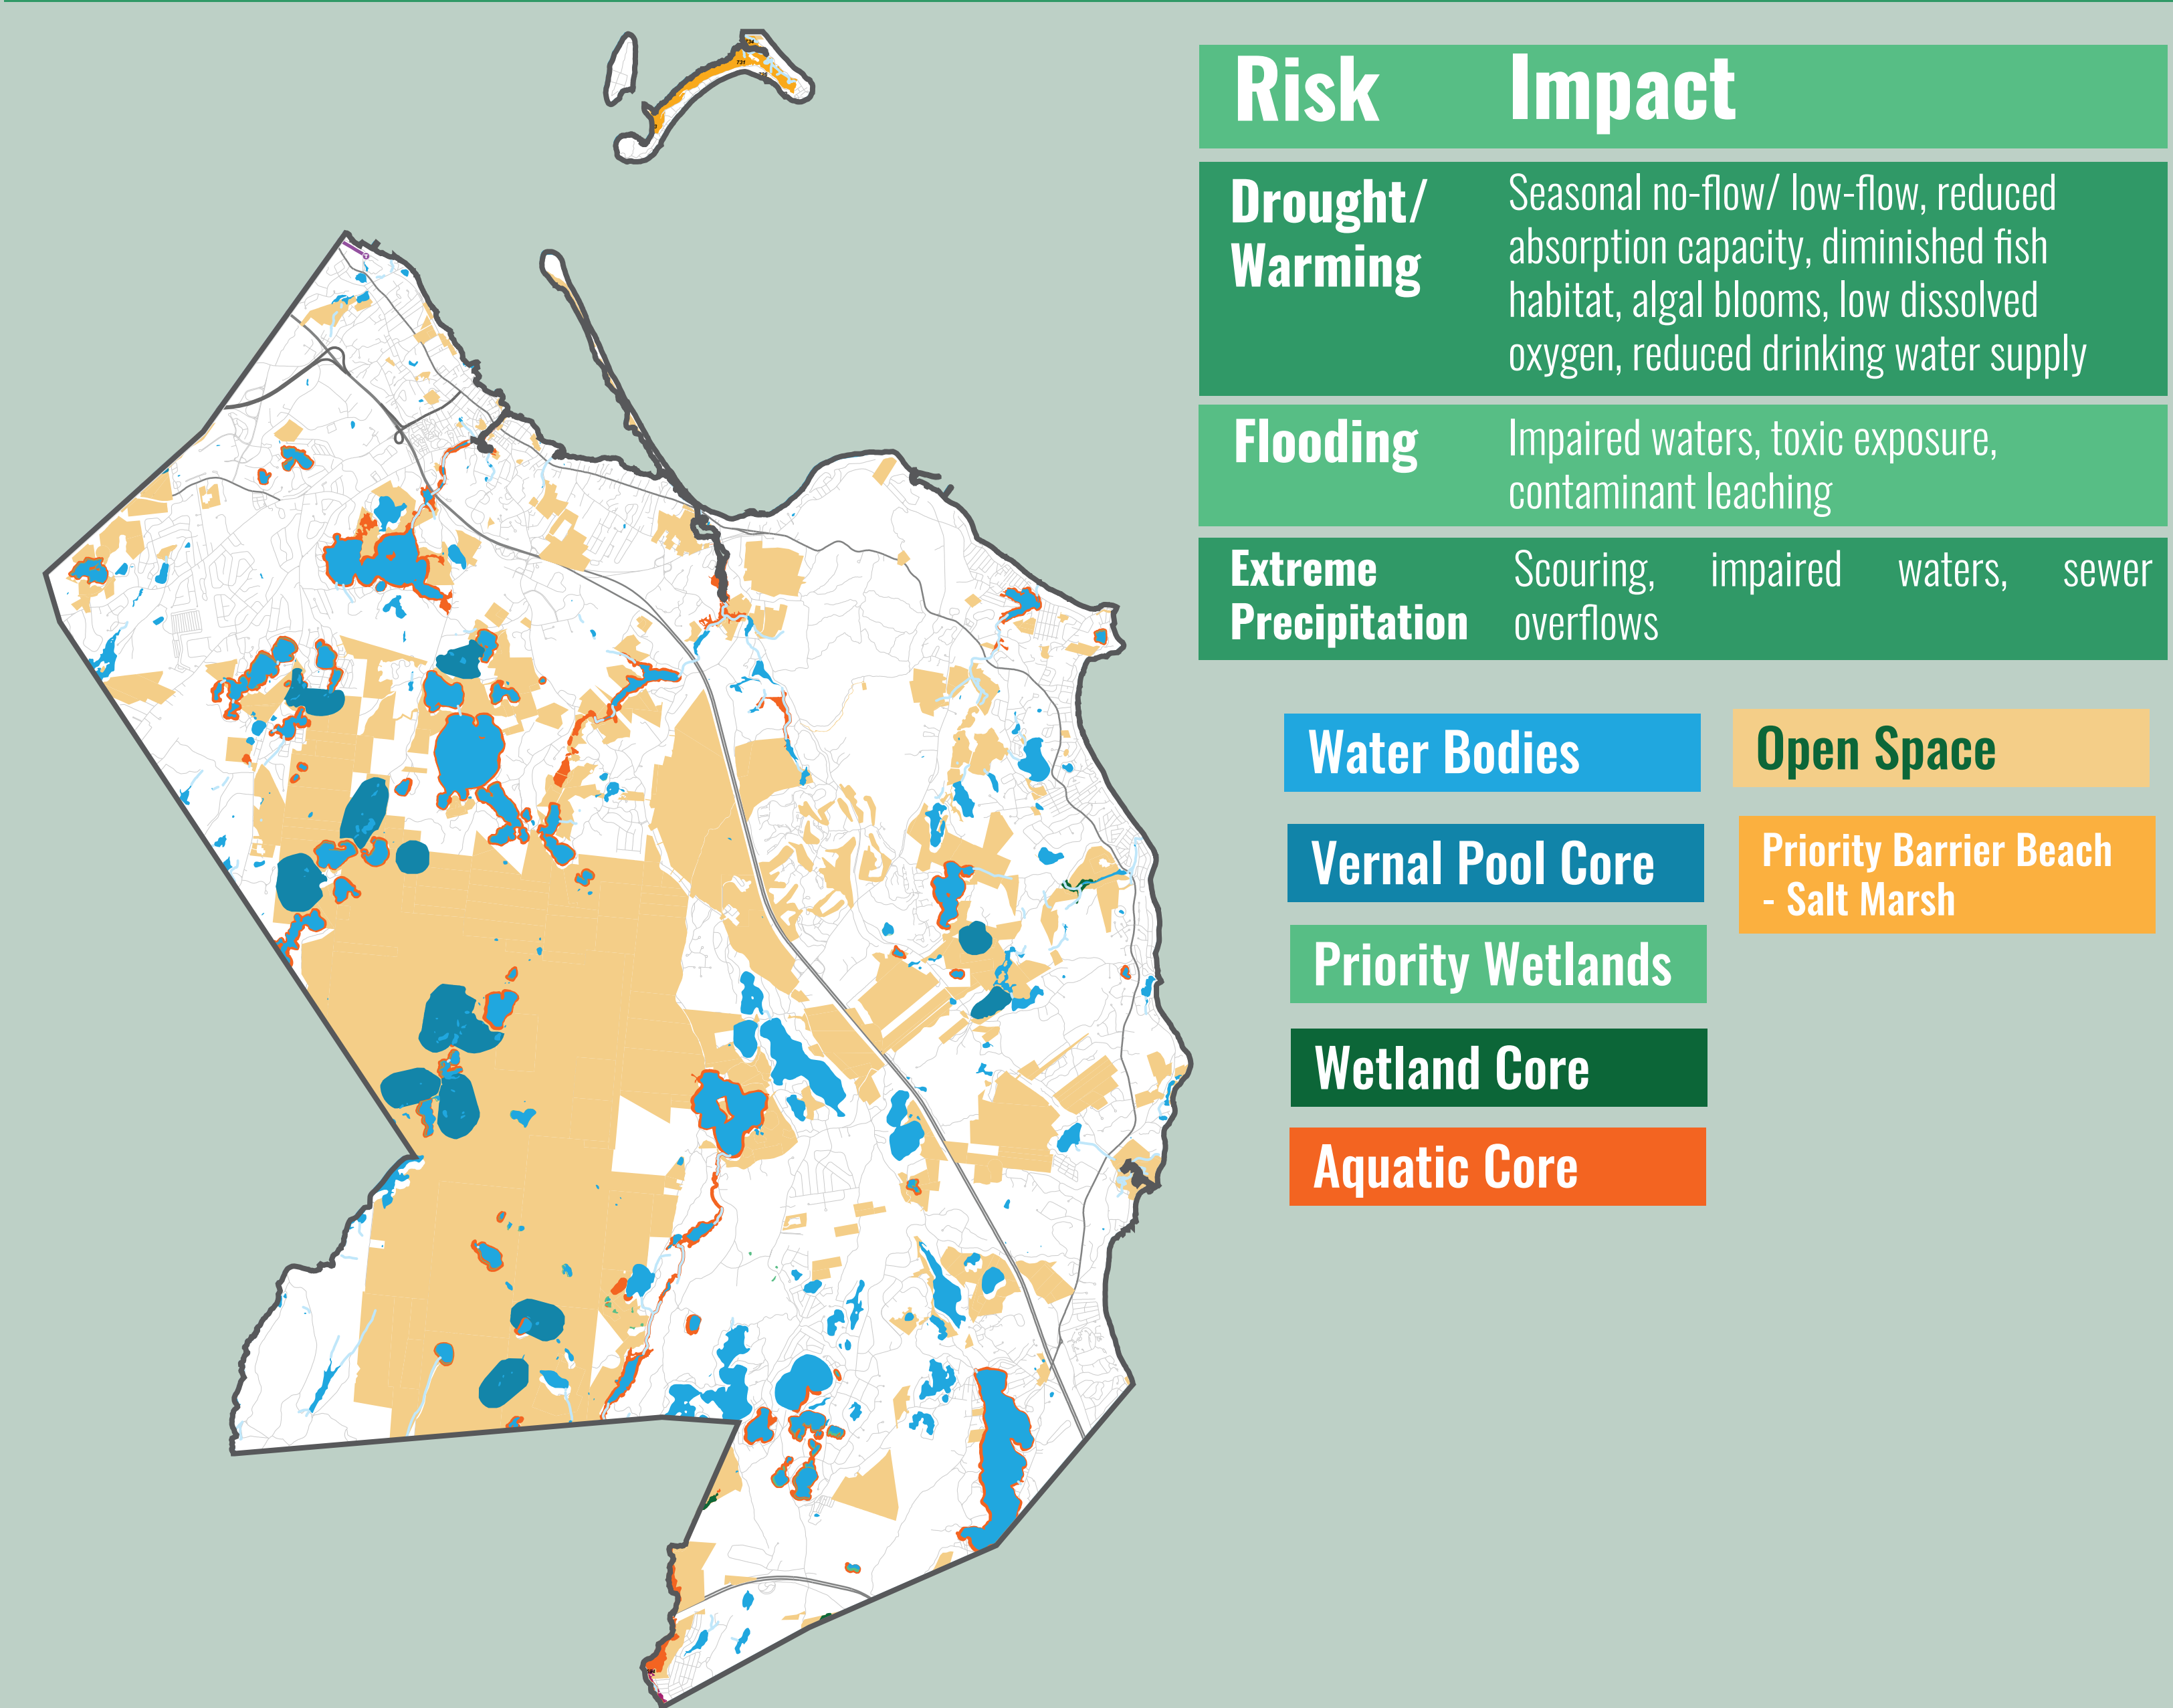 Risk Impact
Drought/
Warming
Seasonal no-flow/ low-flow, reduced
absorption capacity, diminished fish
habitat, algal blooms, low dissolved
oxygen, reduced drinking water supply
Flooding
Impaired waters, toxic exposure,
contaminant leaching
Extreme
Precipitation
Scouring, impaired waters, sewer
overflows
Water Bodies
Open Space
Vernal Pool Core
Priority Barrier Beach
- Salt Marsh
Priority Wetlands
Wetland Core
Aquatic Core